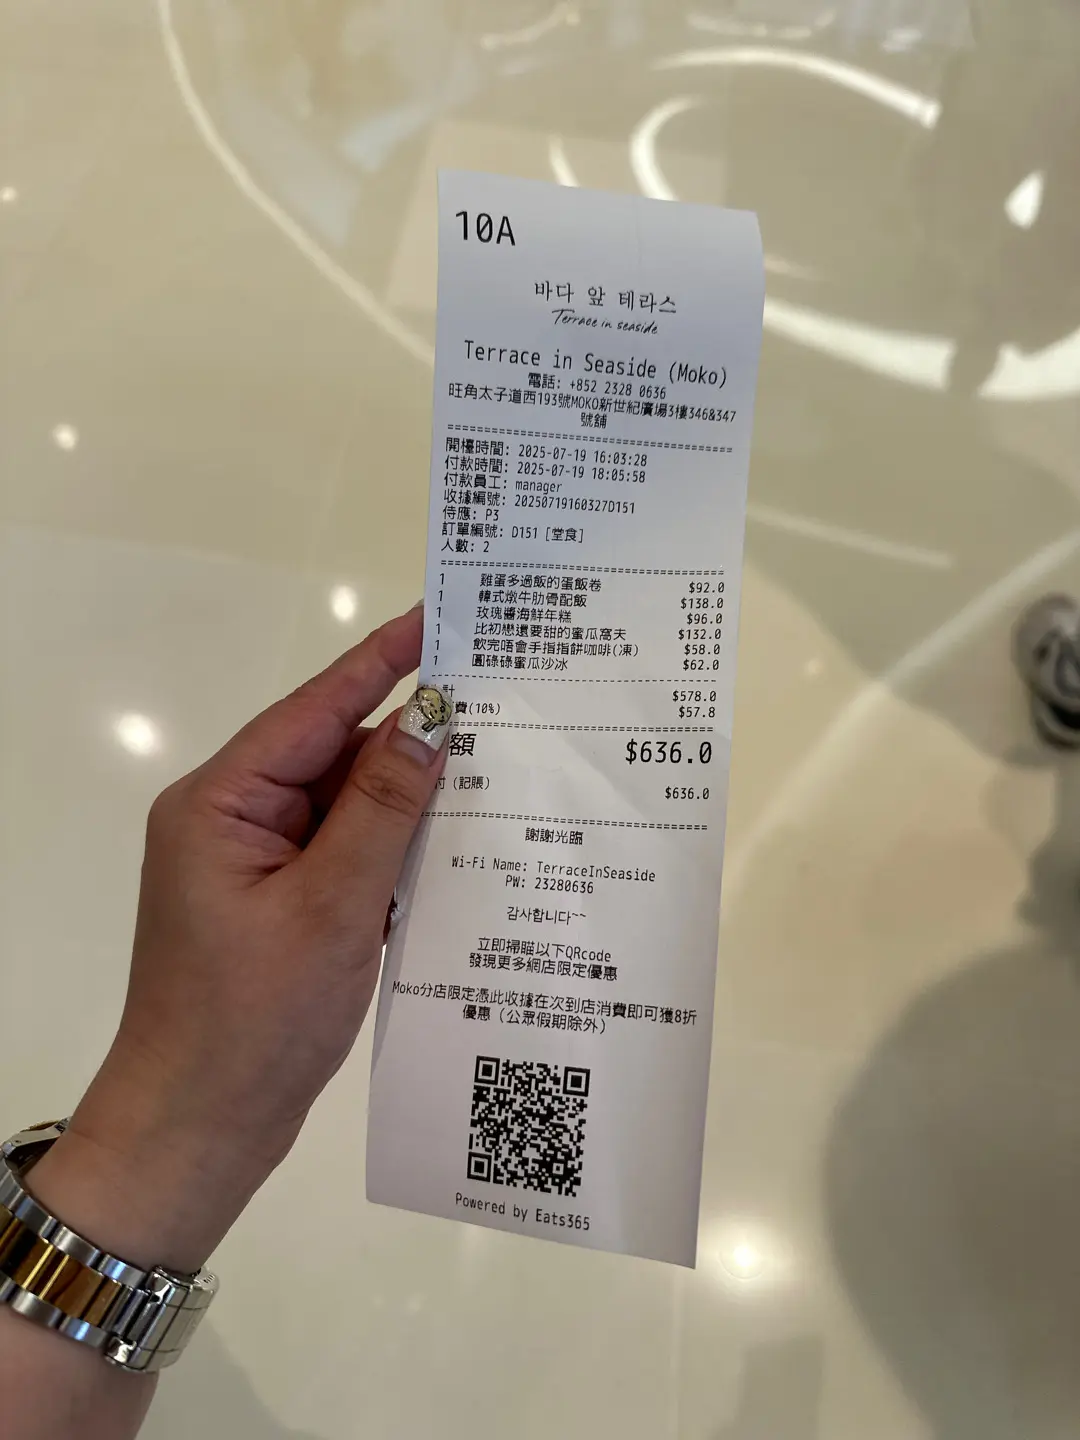 10A
바다 앞 테라스
Terrace in seaside
Terrace in Seaside (Moko)
電話: +852 2328 0636
旺角太子道西193號MOKO新世紀廣場3樓346&347
號舖
開檯時間: 2025-07-19 16:03:28
付款時間: 2025-07-19 18:05:58
付款員工: manager
收據編號: 20250719160327D151
侍應: P3
訂單編號: D151 [堂食]
人數: 2
1 雞蛋多過飯的蛋飯卷 $92.0
1 韓式燉牛肋骨配飯 $138.0
1 玫瑰醬海鮮年糕 $96.0
1 比初戀還要甜的蜜瓜窩夫 $132.0
1 飲完唔會手指指餅咖啡(凍) $58.0
1 圓碌碌蜜瓜沙冰 $62.0
計 $578.0
費(10%) $57.8
額 $636.0
付 (記賬) $636.0
謝謝光臨
Wi-Fi Name: TerraceInSeaside
PW: 23280636
감사합니다~~
立即掃瞄以下QRcode
發現更多網店限定優惠
Moko分店限定憑此收據在次到店消費即可獲8折
優惠 (公眾假期除外)
Powered by Eats365